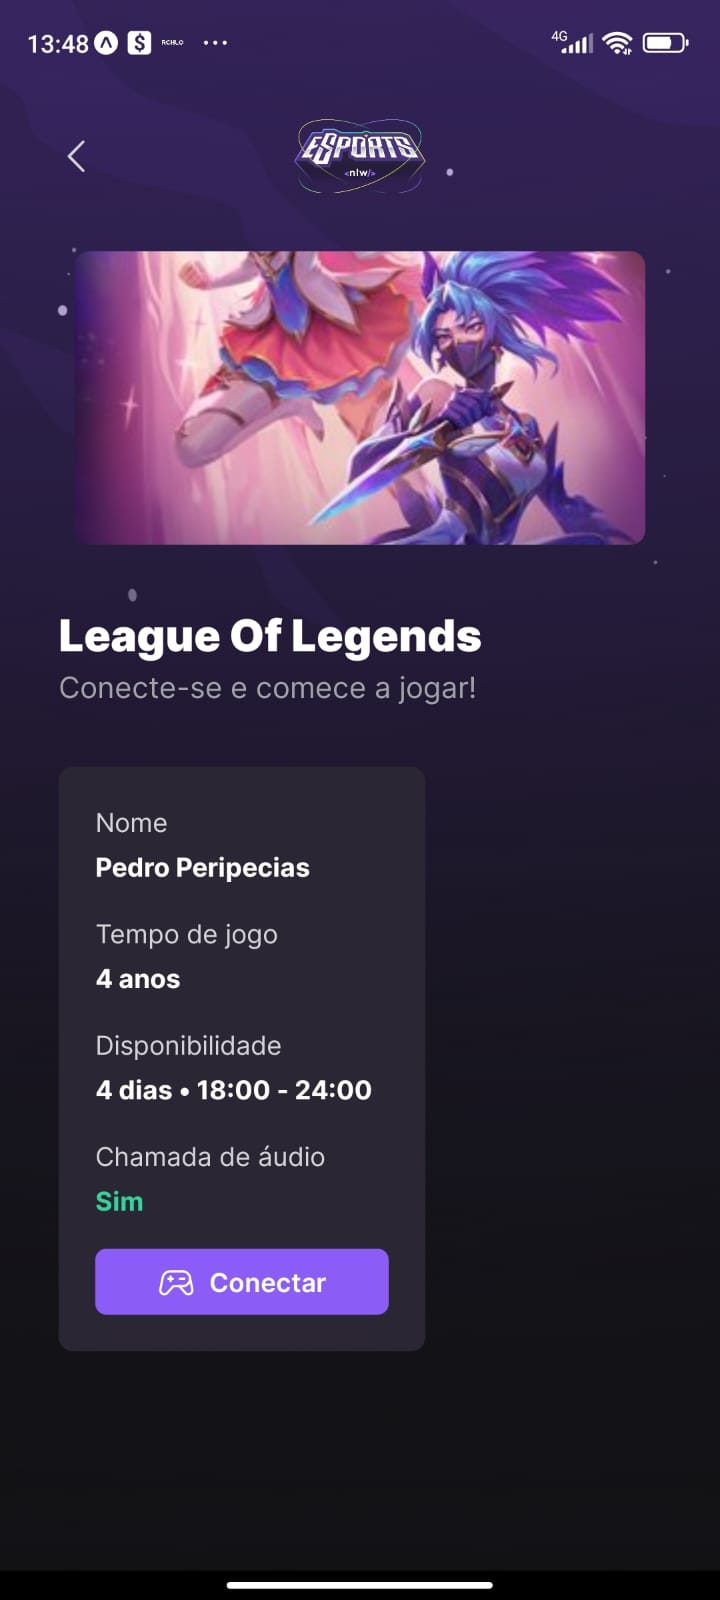 13:48
RCHLO
4G
ESPORTS
<nlw/>
League Of Legends
Conecte-se e comece a jogar!
Nome
Pedro Peripecias
Tempo de jogo
4 anos
Disponibilidade
4 dias • 18:00 - 24:00
Chamada de áudio
Sim
Conectar